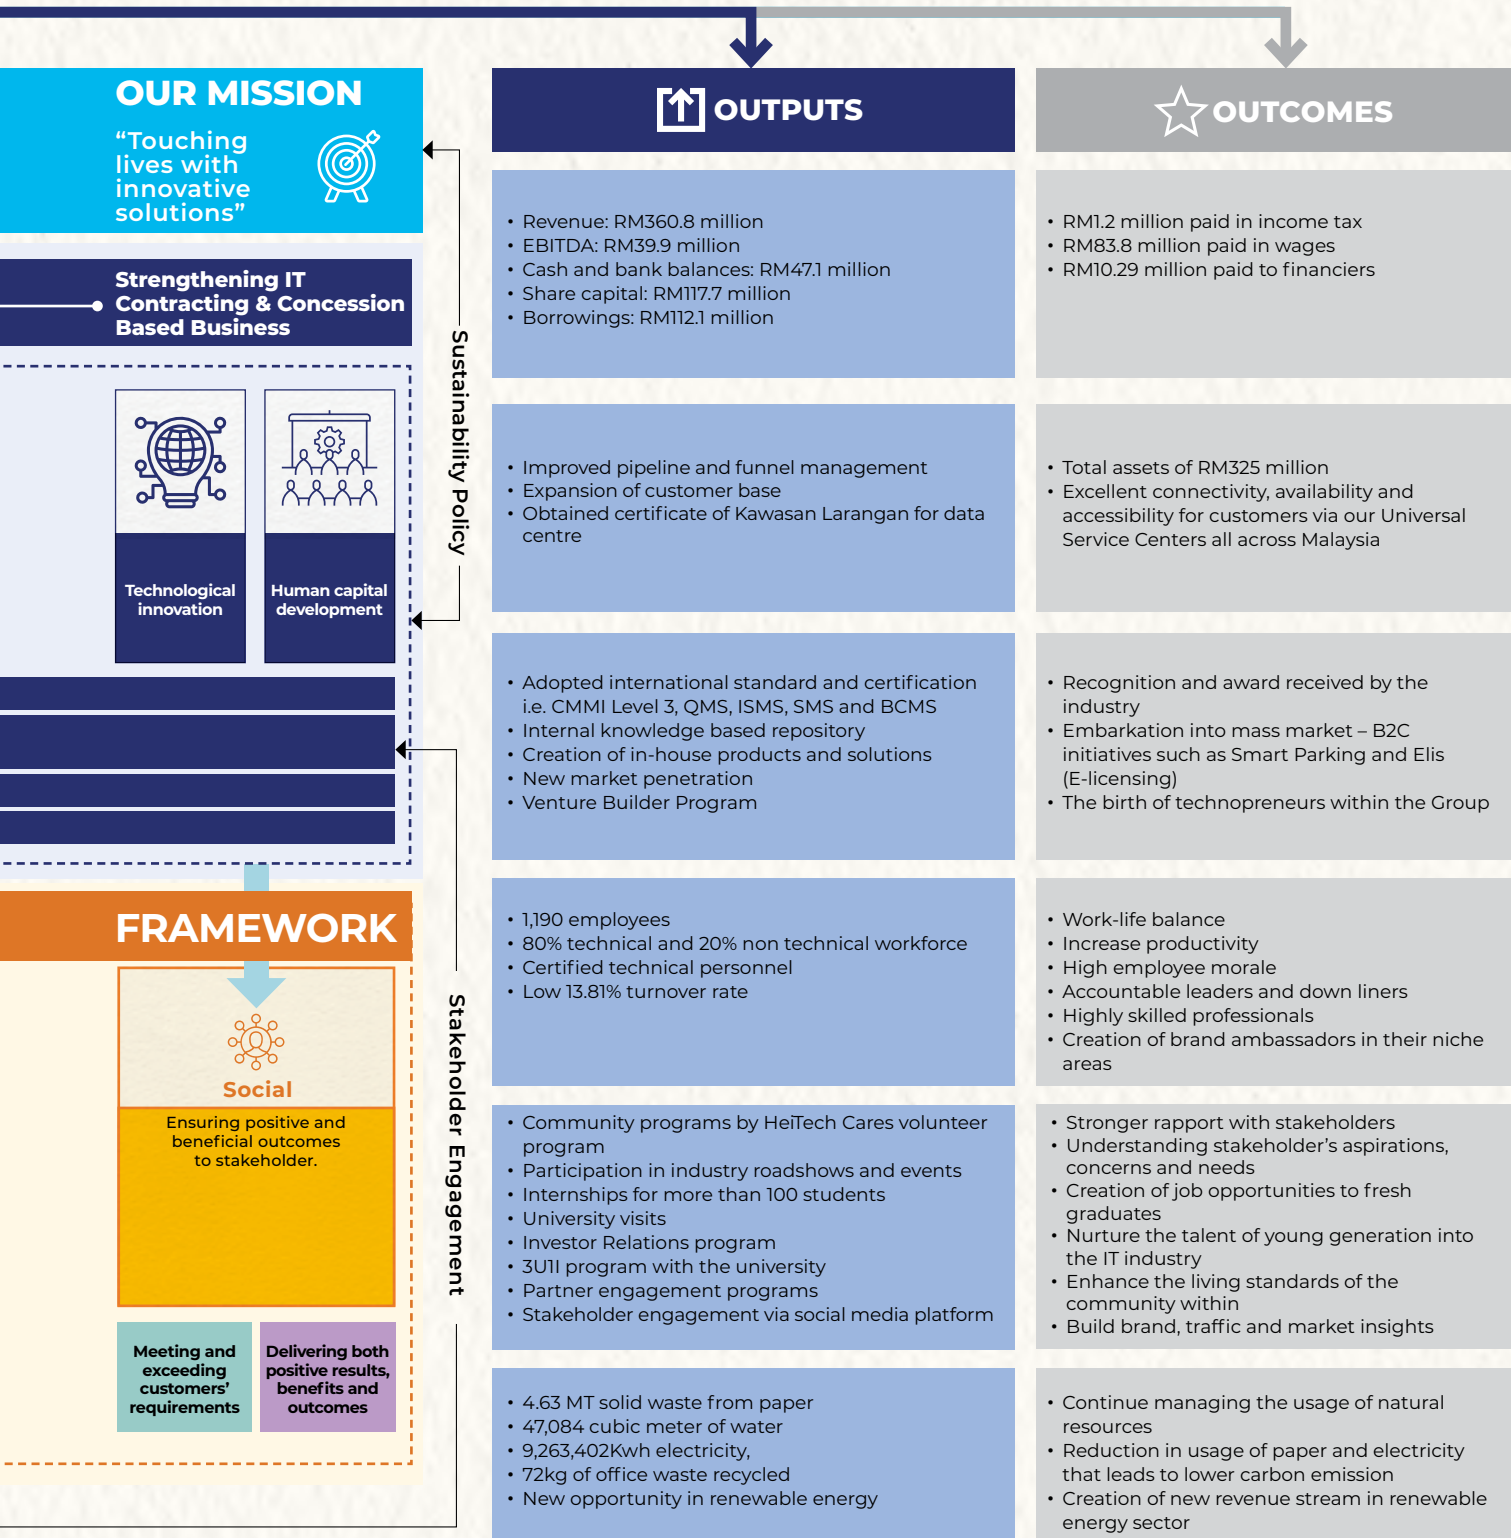 OUR MISSION
“Touching
lives with
innovative
solutions”
Strengthening IT
Contracting & Concession
Based Business
Technological
innovation
Human capital
development
Sustainability Policy
FRAMEWORK
Social
Ensuring positive and
beneficial outcomes
to stakeholder.
Meeting and
exceeding
customers’
requirements
Delivering both
positive results,
benefits and
outcomes
Stakeholder Engagement
OUTPUTS
• Revenue: RM360.8 million
• EBITDA: RM39.9 million
• Cash and bank balances: RM47.1 million
• Share capital: RM117.7 million
• Borrowings: RM112.1 million
• Improved pipeline and funnel management
• Expansion of customer base
• Obtained certificate of Kawasan Larangan for data
centre
• Adopted international standard and certification
i.e. CMMI Level 3, QMS, ISMS, SMS and BCMS
• Internal knowledge based repository
• Creation of in-house products and solutions
• New market penetration
• Venture Builder Program
• 1,190 employees
• 80% technical and 20% non technical workforce
• Certified technical personnel
• Low 13.81% turnover rate
• Community programs by HeiTech Cares volunteer
program
• Participation in industry roadshows and events
• Internships for more than 100 students
• University visits
• Investor Relations program
• 3U1I program with the university
• Partner engagement programs
• Stakeholder engagement via social media platform
• 4.63 MT solid waste from paper
• 47,084 cubic meter of water
• 9,263,402Kwh electricity,
• 72kg of office waste recycled
• New opportunity in renewable energy
OUTCOMES
• RM1.2 million paid in income tax
• RM83.8 million paid in wages
• RM10.29 million paid to financiers
• Total assets of RM325 million
• Excellent connectivity, availability and
accessibility for customers via our Universal
Service Centers all across Malaysia
• Recognition and award received by the
industry
• Embarkation into mass market – B2C
initiatives such as Smart Parking and Elis
(E-licensing)
• The birth of technopreneurs within the Group
• Work-life balance
• Increase productivity
• High employee morale
• Accountable leaders and down liners
• Highly skilled professionals
• Creation of brand ambassadors in their niche
areas
• Stronger rapport with stakeholders
• Understanding stakeholder’s aspirations,
concerns and needs
• Creation of job opportunities to fresh
graduates
• Nurture the talent of young generation into
the IT industry
• Enhance the living standards of the
community within
• Build brand, traffic and market insights
• Continue managing the usage of natural
resources
• Reduction in usage of paper and electricity
that leads to lower carbon emission
• Creation of new revenue stream in renewable
energy sector